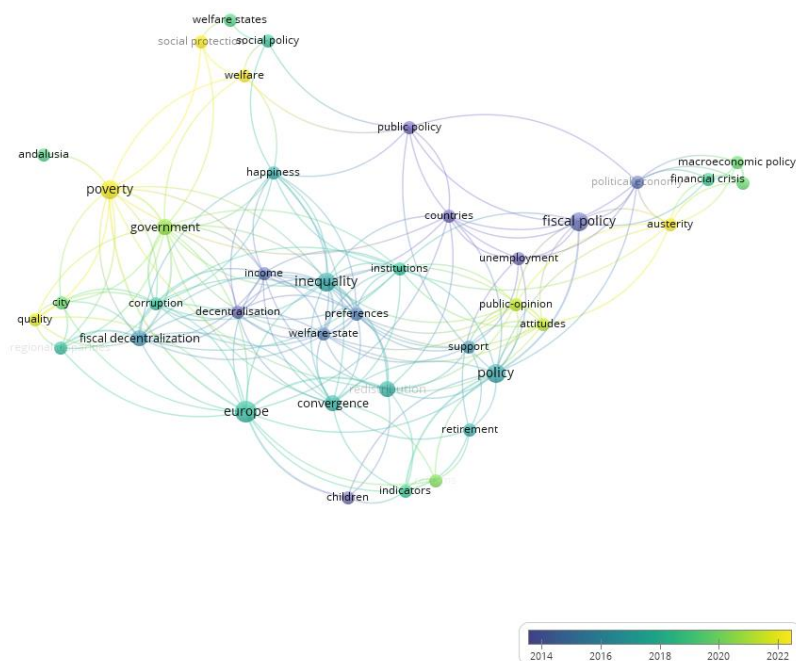 welfare states
social protection
social policy
welfare
public policy
andalusia
macroeconomic policy
happiness
financial crisis
political economy
poverty
countries
fiscal policy
austerity
government
unemployment
institutions
income
inequality
city
corruption
public-opinion
decentralisation
preferences
quality
attitudes
fiscal decentralization
welfare-state
support
policy
redistribution
convergence
europe
retirement
indicators
children
2014 2016 2018 2020 2022